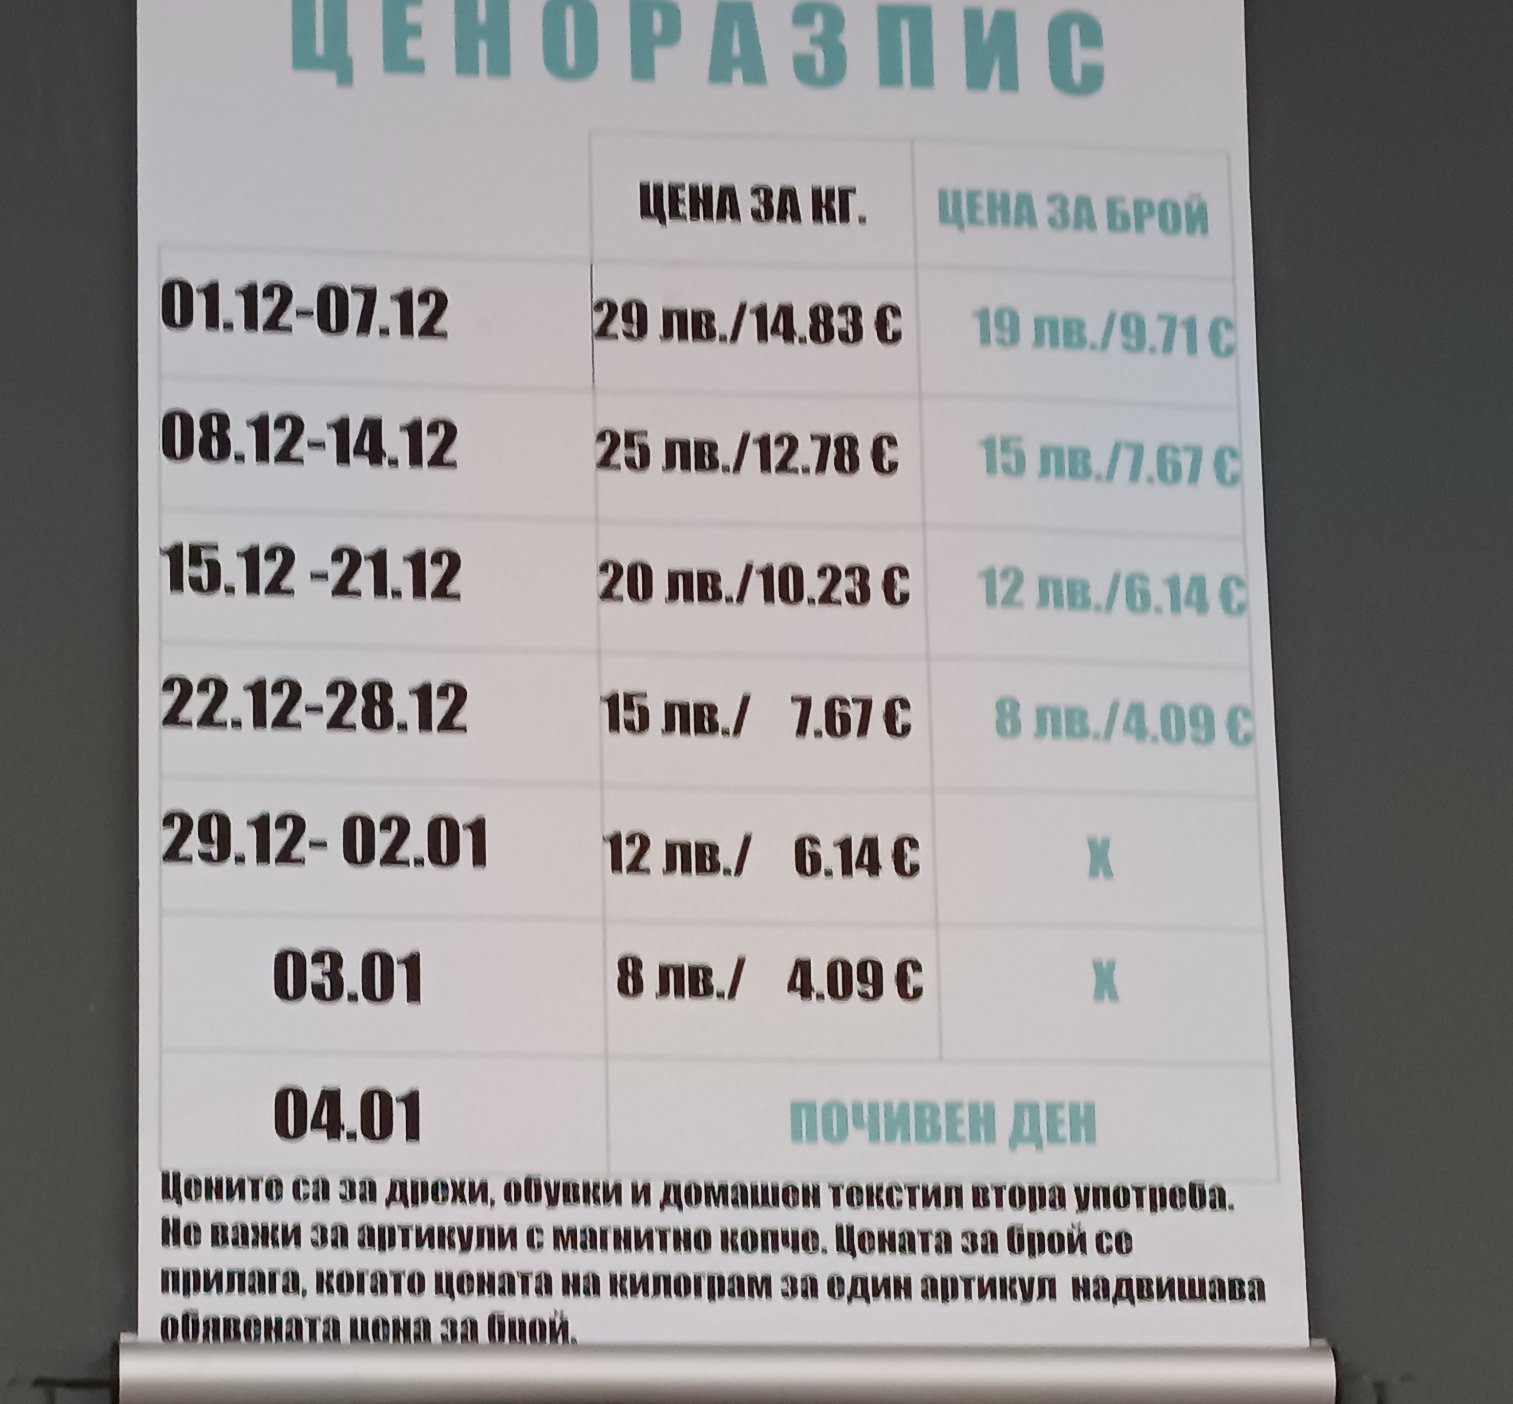 ЦЕНОРАЗПИС
ЦЕНА ЗА КГ. ЦЕНА ЗА БРОЙ
01.12-07.12 29 лв./14.83 € 19 лв./9.71 €
08.12-14.12 25 лв./12.78 € 15 лв./7.67 €
15.12 -21.12 20 лв./10.23 € 12 лв./6.14 €
22.12-28.12 15 лв./ 7.67 € 8 лв./4.09 €
29.12- 02.01 12 лв./ 6.14 € X
03.01 8 лв./ 4.09 € X
04.01 ПОЧИВЕН ДЕН
Цените са за дрехи, обувки и домашен текстил втора употреба.
Не важи за артикули с магнитно копче. Цената за брой се
прилага, когато цената на килограм за един артикул надвишава
обявената цена за брой.